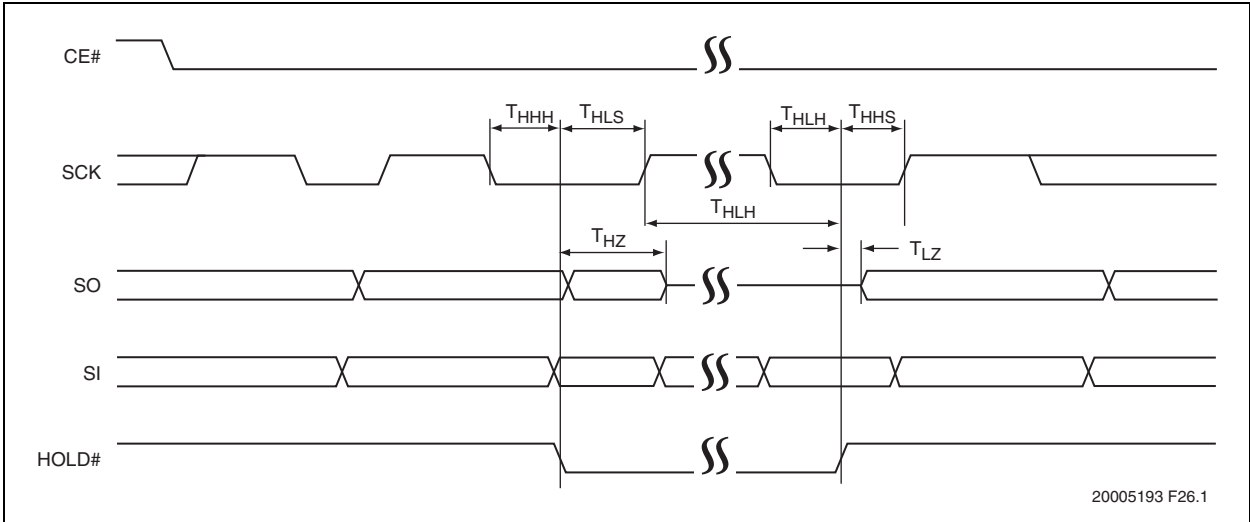 CE#
THHH THLS THLH THHS
SCK
THLH
THZ TLZ
SO
SI
HOLD#
20005193 F26.1